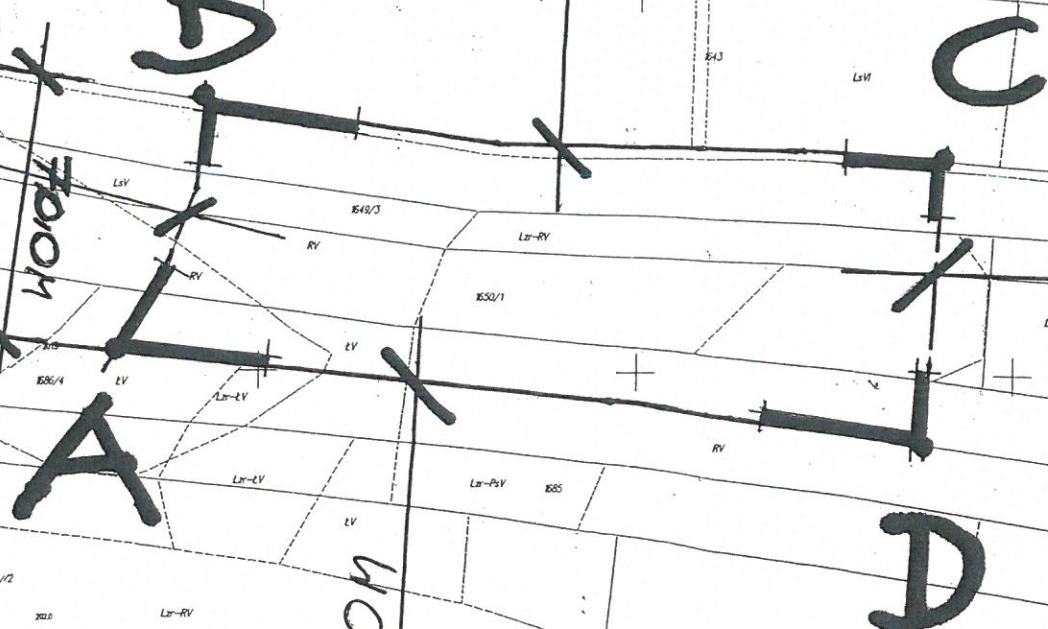 C
1643
LsVI
LsV
1649/3
RV
Lzr-RV
RV
1650/1
ŁV
1686/4
ŁV
Lzr-ŁV
A
RV
Lzr-ŁV
Lzr-PsV
1685
ŁV
D
Lzr-RV